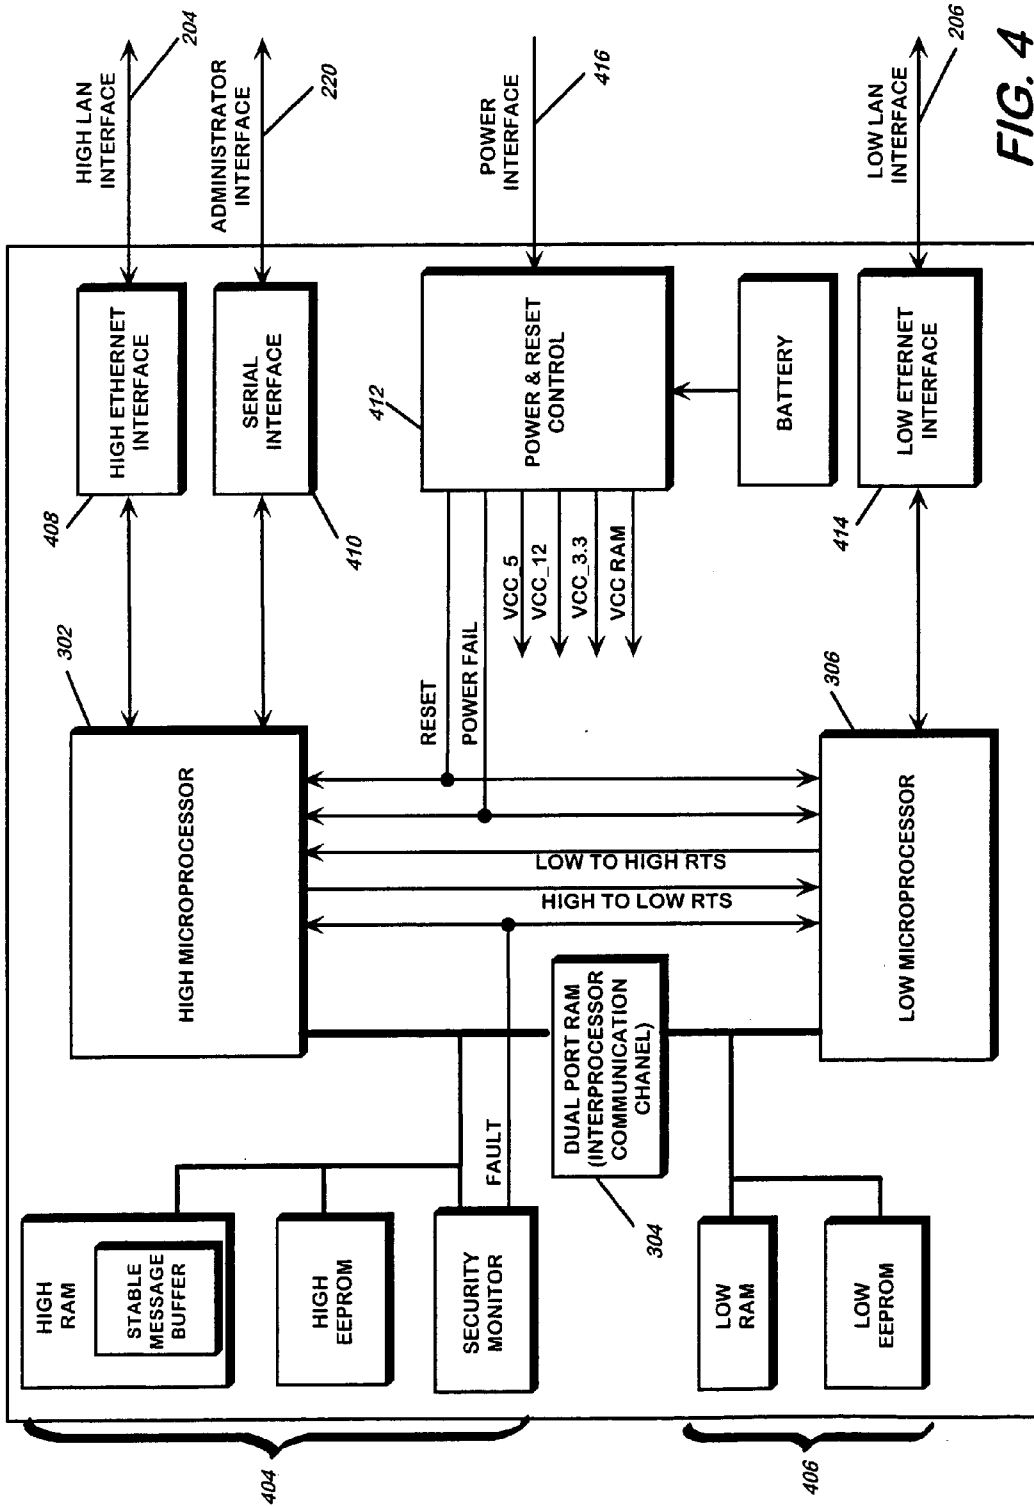 404
HIGH
RAM
STABLE
MESSAGE
BUFFER
HIGH
EEPROM
SECURITY
MONITOR
FAULT
406
LOW
RAM
LOW
EEPROM
304
DUAL PORT RAM
(INTERPROCESSOR
COMMUNICATION
CHANEL)
302
HIGH MICROPROCESSOR
HIGH TO LOW RTS
LOW TO HIGH RTS
POWER FAIL
RESET
306
LOW MICROPROCESSOR
VCC_5
VCC_12
VCC_3.3
VCC RAM
408
HIGH ETHERNET
INTERFACE
410
SERIAL
INTERFACE
412
POWER & RESET
CONTROL
BATTERY
414
LOW ETERNET
INTERFACE
HIGH LAN
INTERFACE
204
ADMINISTRATOR
INTERFACE
220
POWER
INTERFACE
416
LOW LAN
INTERFACE
206
FIG. 4